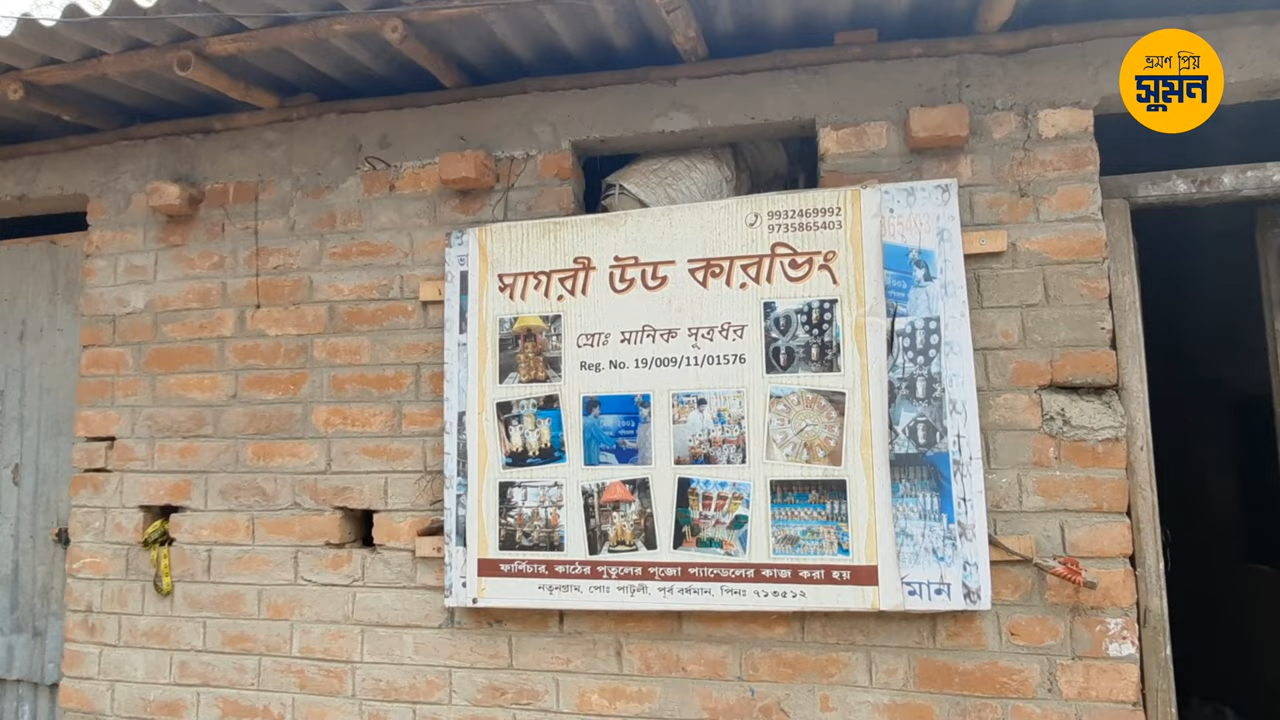 ভ্রমণ প্রিয়
সুমন
9932469992
9735865403
সাগরী উড কারভিং
প্রোঃ মানিক সূত্রধর
Reg. No. 19/009/11/01576
ফার্ণিচার, কাঠের পুতুলের পূজো প্যান্ডেলের কাজ করা হয়
নতুনগ্রাম, পোঃ পাটুলী, পূর্ব বর্ধমান, পিনঃ ৭১৩৫১২